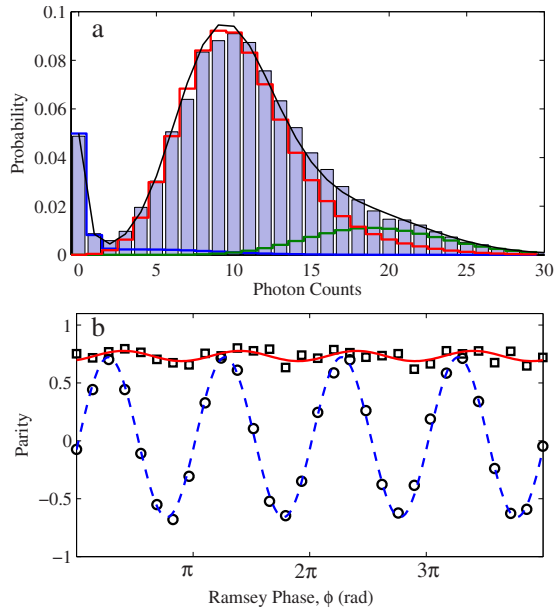 a
0.1
0.08
0.06
0.04
0.02
0
Probability
0 5 10 15 20 25 30
Photon Counts
b
1
0.5
0
−0.5
−1
Parity
π 2π 3π
Ramsey Phase, ϕ (rad)